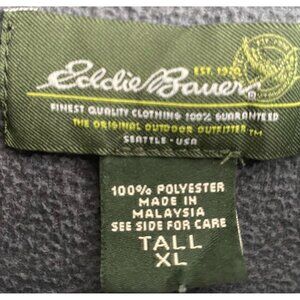 EST. 1920
Eddie Bauer ®
FINEST QUALITY CLOTHING 100% GUARANTEED
THE ORIGINAL OUTDOOR OUTFITTER ™
SEATTLE · USA
100% POLYESTER
MADE IN
MALAYSIA
SEE SIDE FOR CARE
TALL
XL